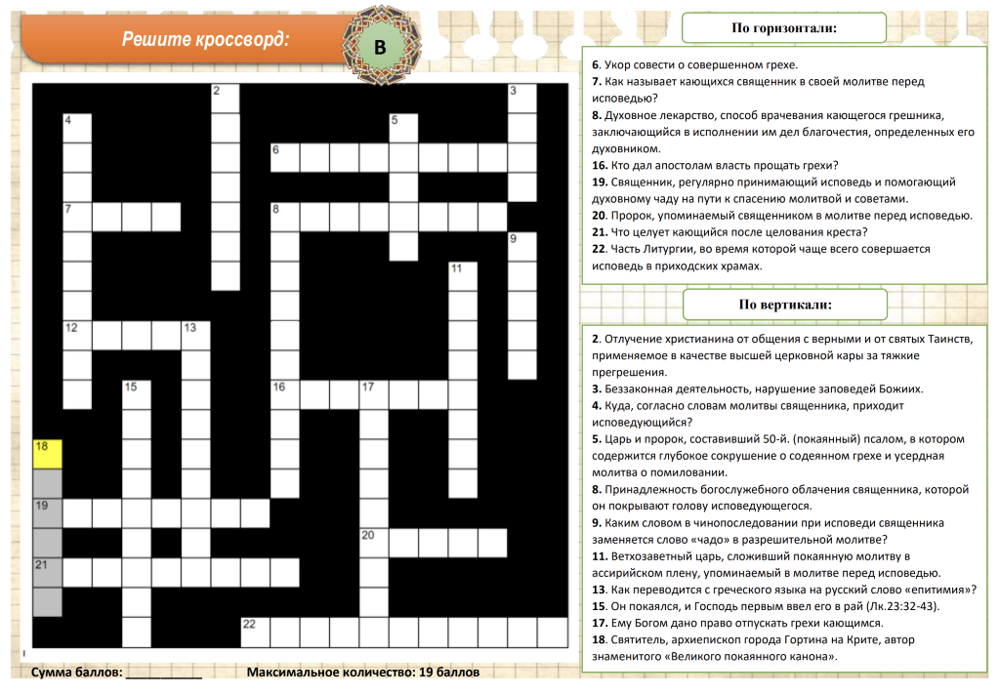 Решите кроссворд:
В
2
3
4
5
6
7
8
9
11
12
13
15
16
17
18
19
20
21
22
Сумма баллов: ___________ Максимальное количество: 19 баллов
По горизонтали:
6. Укор совести о совершенном грехе.
7. Как называет кающихся священник в своей молитве перед
исповедью?
8. Духовное лекарство, способ врачевания кающегося грешника,
заключающийся в исполнении им дел благочестия, определенных его
духовником.
16. Кто дал апостолам власть прощать грехи?
19. Священник, регулярно принимающий исповедь и помогающий
духовному чаду на пути к спасению молитвой и советами.
20. Пророк, упоминаемый священником в молитве перед исповедью.
21. Что целует кающийся после целования креста?
22. Часть Литургии, во время которой чаще всего совершается
исповедь в приходских храмах.
По вертикали:
2. Отлучение христианина от общения с верными и от святых Таинств,
применяемое в качестве высшей церковной кары за тяжкие
прегрешения.
3. Беззаконная деятельность, нарушение заповедей Божиих.
4. Куда, согласно словам молитвы священника, приходит
исповедующийся?
5. Царь и пророк, составивший 50-й. (покаянный) псалом, в котором
содержится глубокое сокрушение о содеянном грехе и усердная
молитва о помиловании.
8. Принадлежность богослужебного облачения священника, которой
он покрывают голову исповедующегося.
9. Каким словом в чинопоследовании при исповеди священника
заменяется слово «чадо» в разрешительной молитве?
11. Ветхозаветный царь, сложивший покаянную молитву в
ассирийском плену, упоминаемый в молитве перед исповедью.
13. Как переводится с греческого языка на русский слово «епитимия»?
15. Он покаялся, и Господь первым ввел его в рай (Лк.23:32-43).
17. Ему Богом дано право отпускать грехи кающимся.
18. Святитель, архиепископ города Гортина на Крите, автор
знаменитого «Великого покаянного канона».